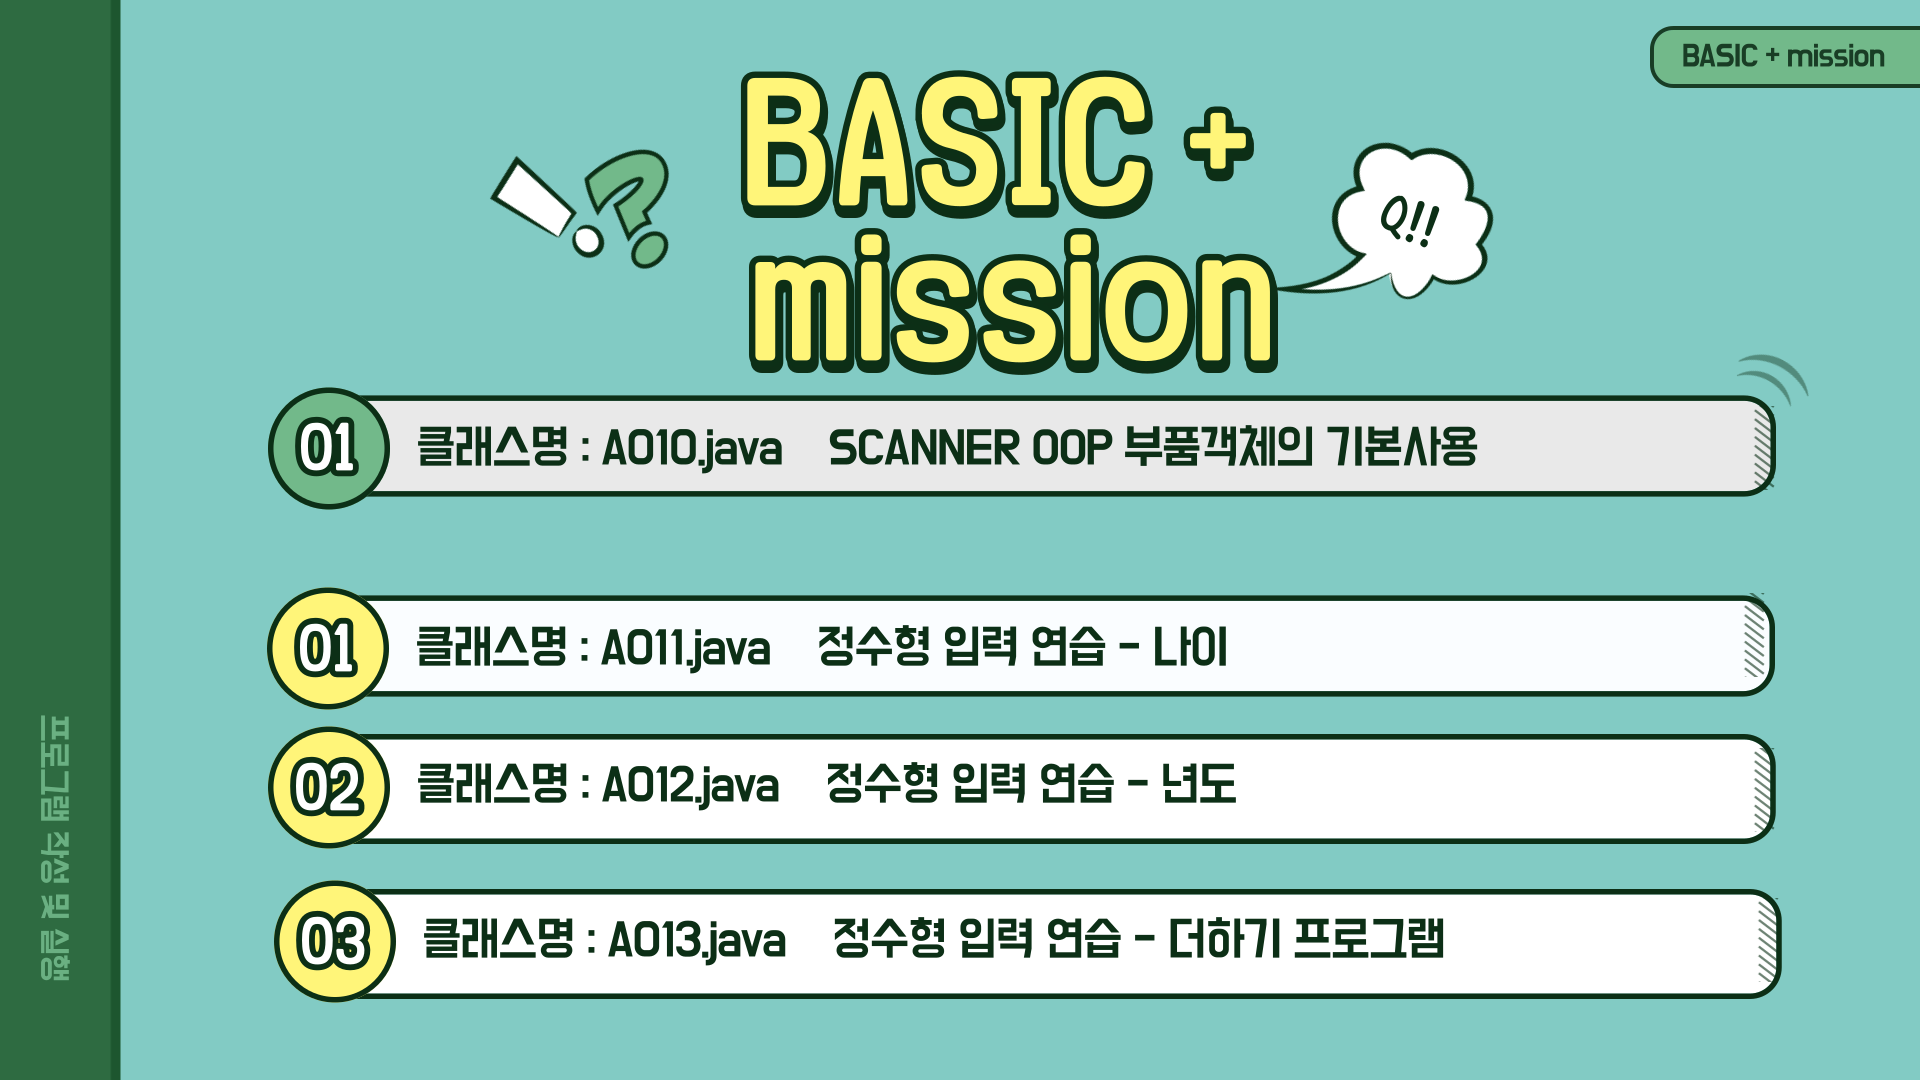 BASIC + mission
BASIC +
mission
Q!!
01 클래스명 : A010.java SCANNER OOP 부품객체의 기본사용
01 클래스명 : A011.java 정수형 입력 연습 - 나이
02 클래스명 : A012.java 정수형 입력 연습 - 년도
03 클래스명 : A013.java 정수형 입력 연습 - 더하기 프로그램
프로그램 작성 및 실행